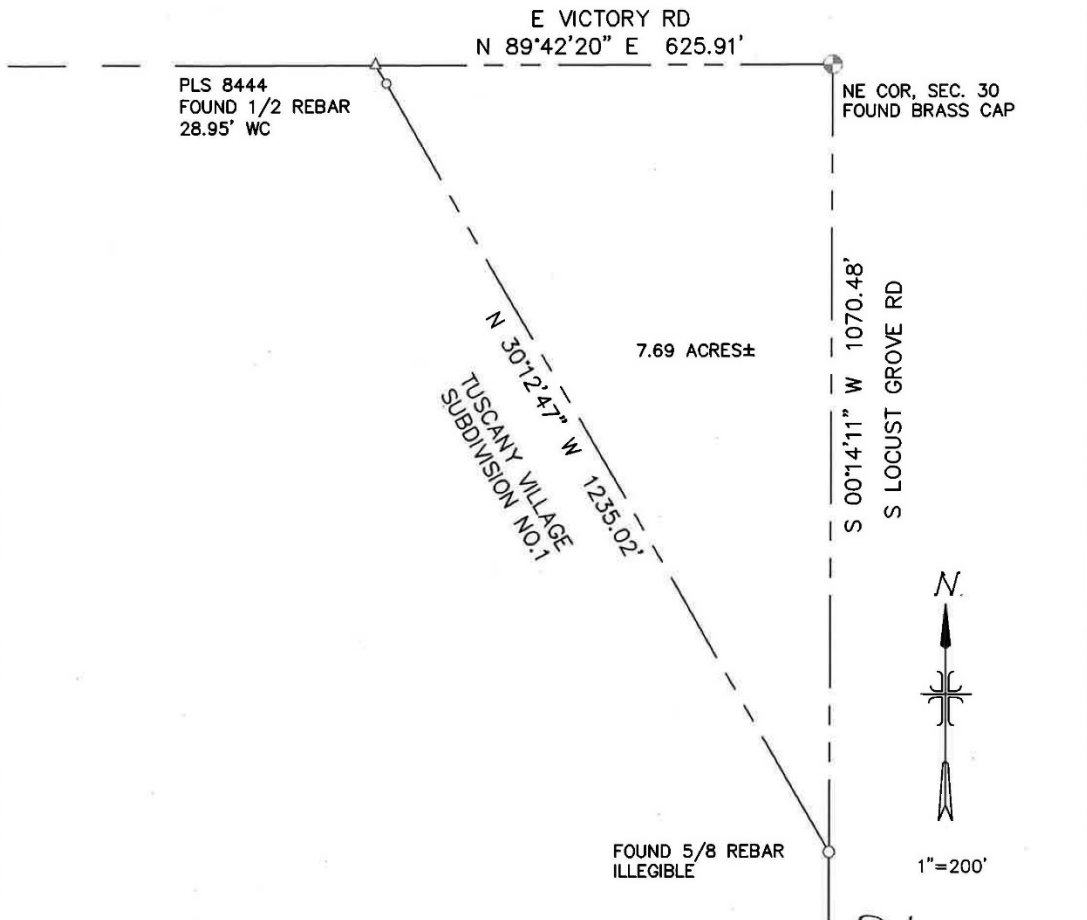 E VICTORY RD
N 89°42'20" E 625.91'
PLS 8444
FOUND 1/2 REBAR
28.95' WC
NE COR, SEC. 30
FOUND BRASS CAP
S 00°14'11" W 1070.48'
S LOCUST GROVE RD
7.69 ACRES±
N 30°12'47" W 1235.02'
TUSCANY VILLAGE
SUBDIVISION NO.1
N.
FOUND 5/8 REBAR
ILLEGIBLE
1"=200'